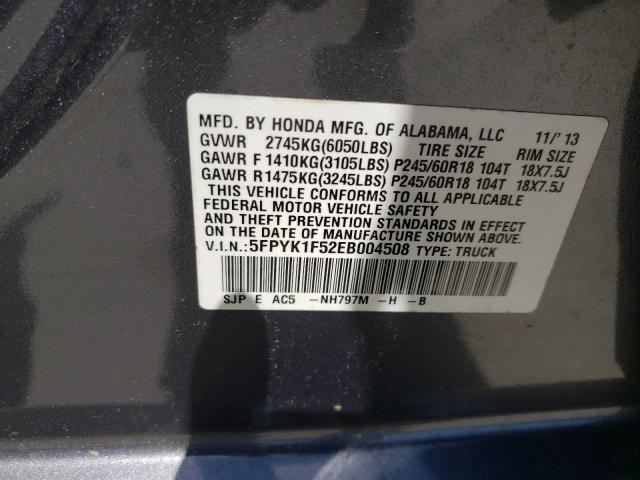 MFD. BY HONDA MFG. OF ALABAMA, LLC 11/'13
GVWR 2745KG(6050LBS) TIRE SIZE RIM SIZE
GAWR F 1410KG(3105LBS) P245/60R18 104T 18X7.5J
GAWR R1475KG(3245LBS) P245/60R18 104T 18X7.5J
THIS VEHICLE CONFORMS TO ALL APPLICABLE
FEDERAL MOTOR VEHICLE SAFETY
AND THEFT PREVENTION STANDARDS IN EFFECT
ON THE DATE OF MANUFACTURE SHOWN ABOVE.
V.I.N.:5FPYK1F52EB004508 TYPE: TRUCK
SJP E AC5 -NH797M -H -B